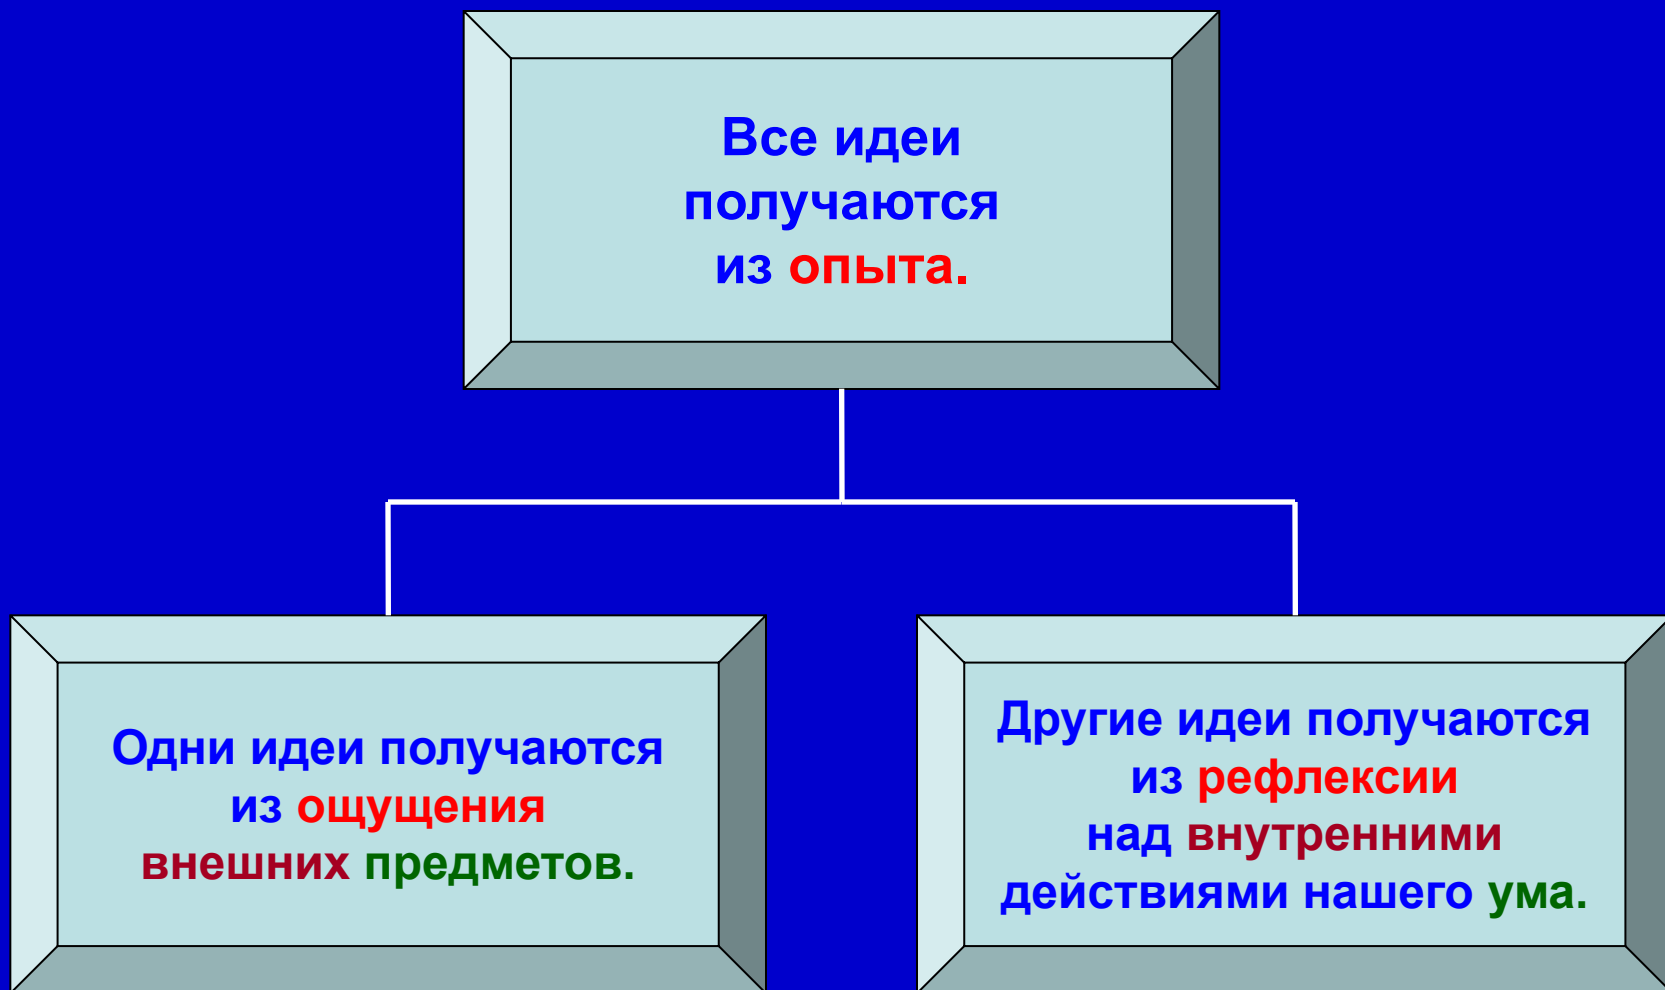 Все идеи
получаются
из опыта.
Одни идеи получаются
из ощущения
внешних предметов.
Другие идеи получаются
из рефлексии
над внутренними
действиями нашего ума.